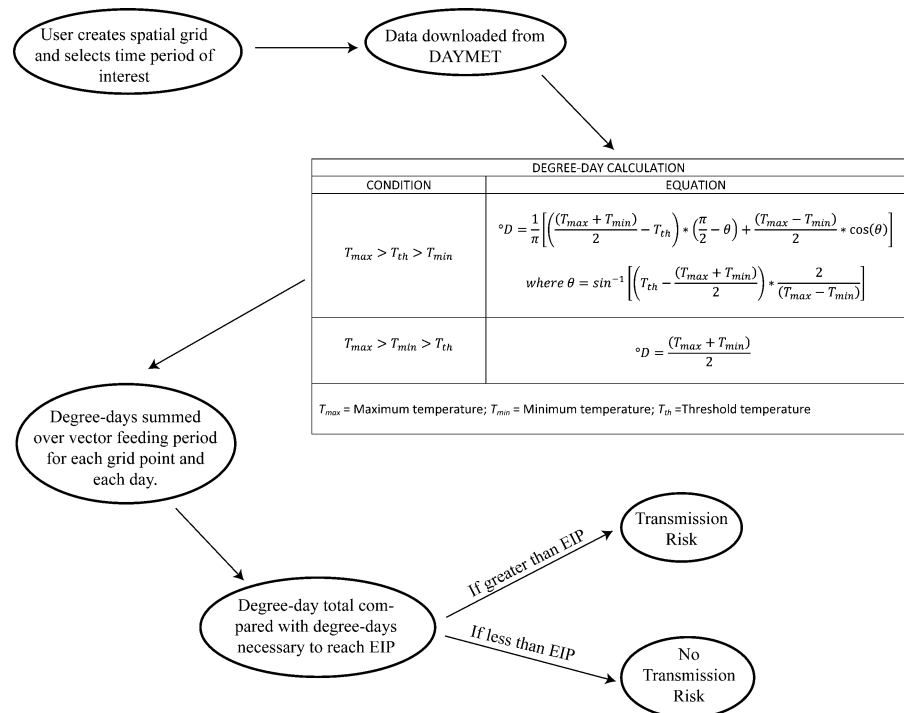 User creates spatial grid
and selects time period of
interest
Data downloaded from
DAYMET
DEGREE-DAY CALCULATION
CONDITION
EQUATION
T_max > T_th > T_min
°D = 1/π [((T_max + T_min)/2 − T_th) * (π/2 − θ) + (T_max − T_min)/2 * cos(θ)]
where θ = sin⁻¹ [(T_th − (T_max + T_min)/2) * 2/(T_max − T_min)]
T_max > T_min > T_th
°D = (T_max + T_min)/2
T_max = Maximum temperature; T_min = Minimum temperature; T_th =Threshold temperature
Degree-days summed
over vector feeding period
for each grid point and
each day.
Degree-day total com-
pared with degree-days
necessary to reach EIP
If greater than EIP
Transmission
Risk
If less than EIP
No
Transmission
Risk